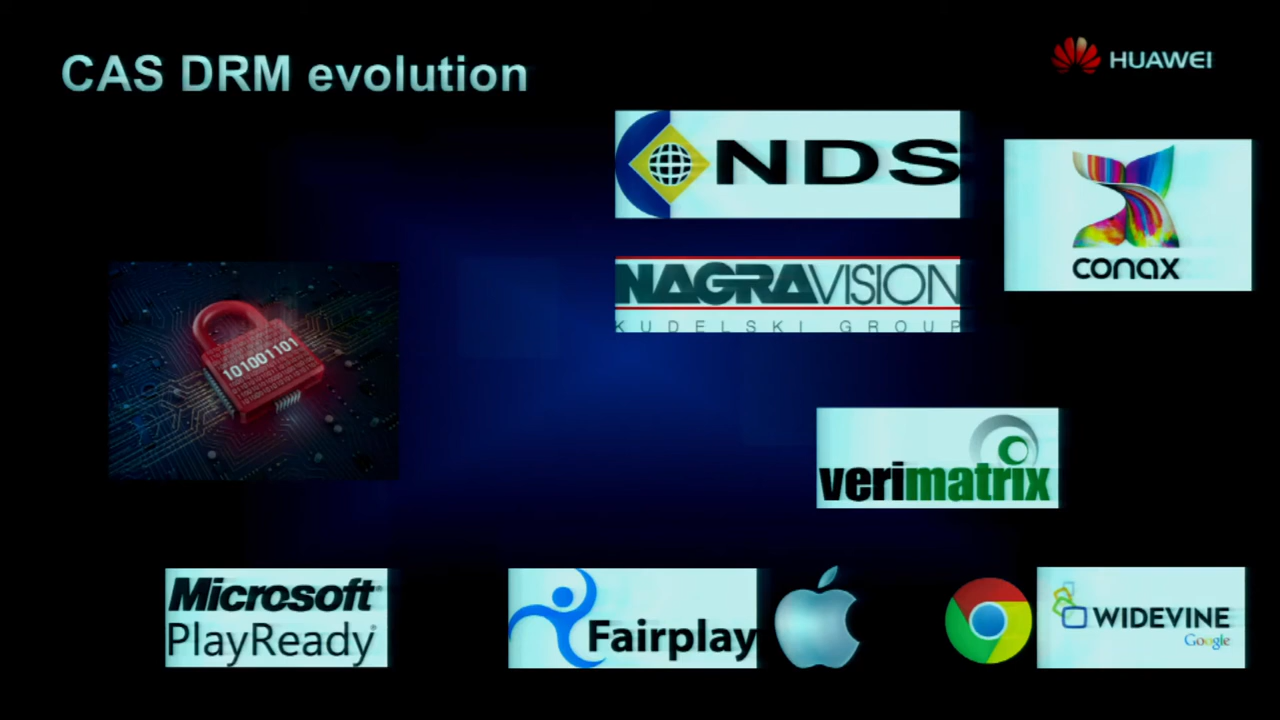 CAS DRM evolution
HUAWEI
NDS
conax
NAGRAVISION
KUDELSKI GROUP
101001101
verimatrix
Microsoft
PlayReady
Fairplay
WIDEVINE
Google